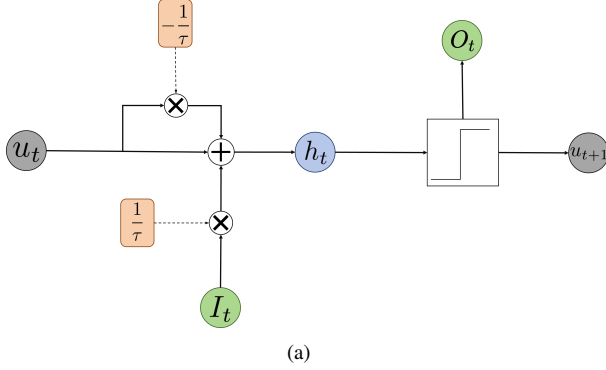 -1/τ
O_t
u_t
h_t
u_{t+1}
1/τ
I_t
(a)